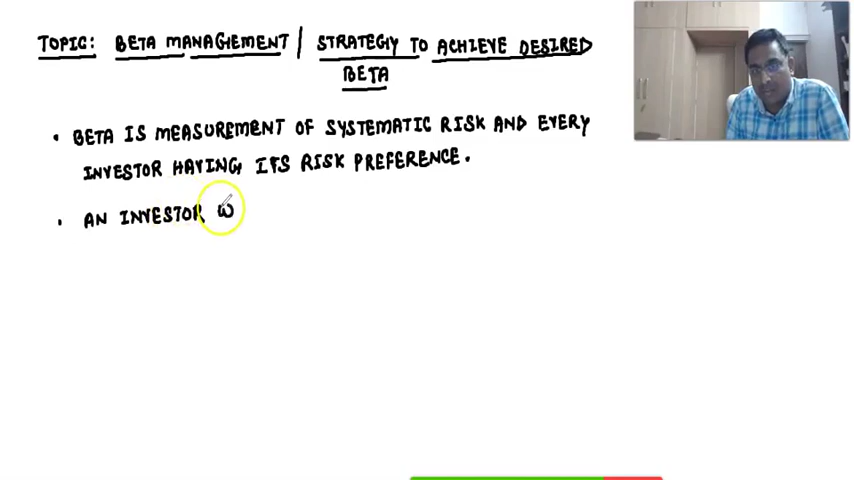 TOPIC: BETA MANAGEMENT / STRATEGY TO ACHIEVE DESIRED
BETA
• BETA IS MEASUREMENT OF SYSTEMATIC RISK AND EVERY
INVESTOR HAVING ITS RISK PREFERENCE.
• AN INVESTOR W